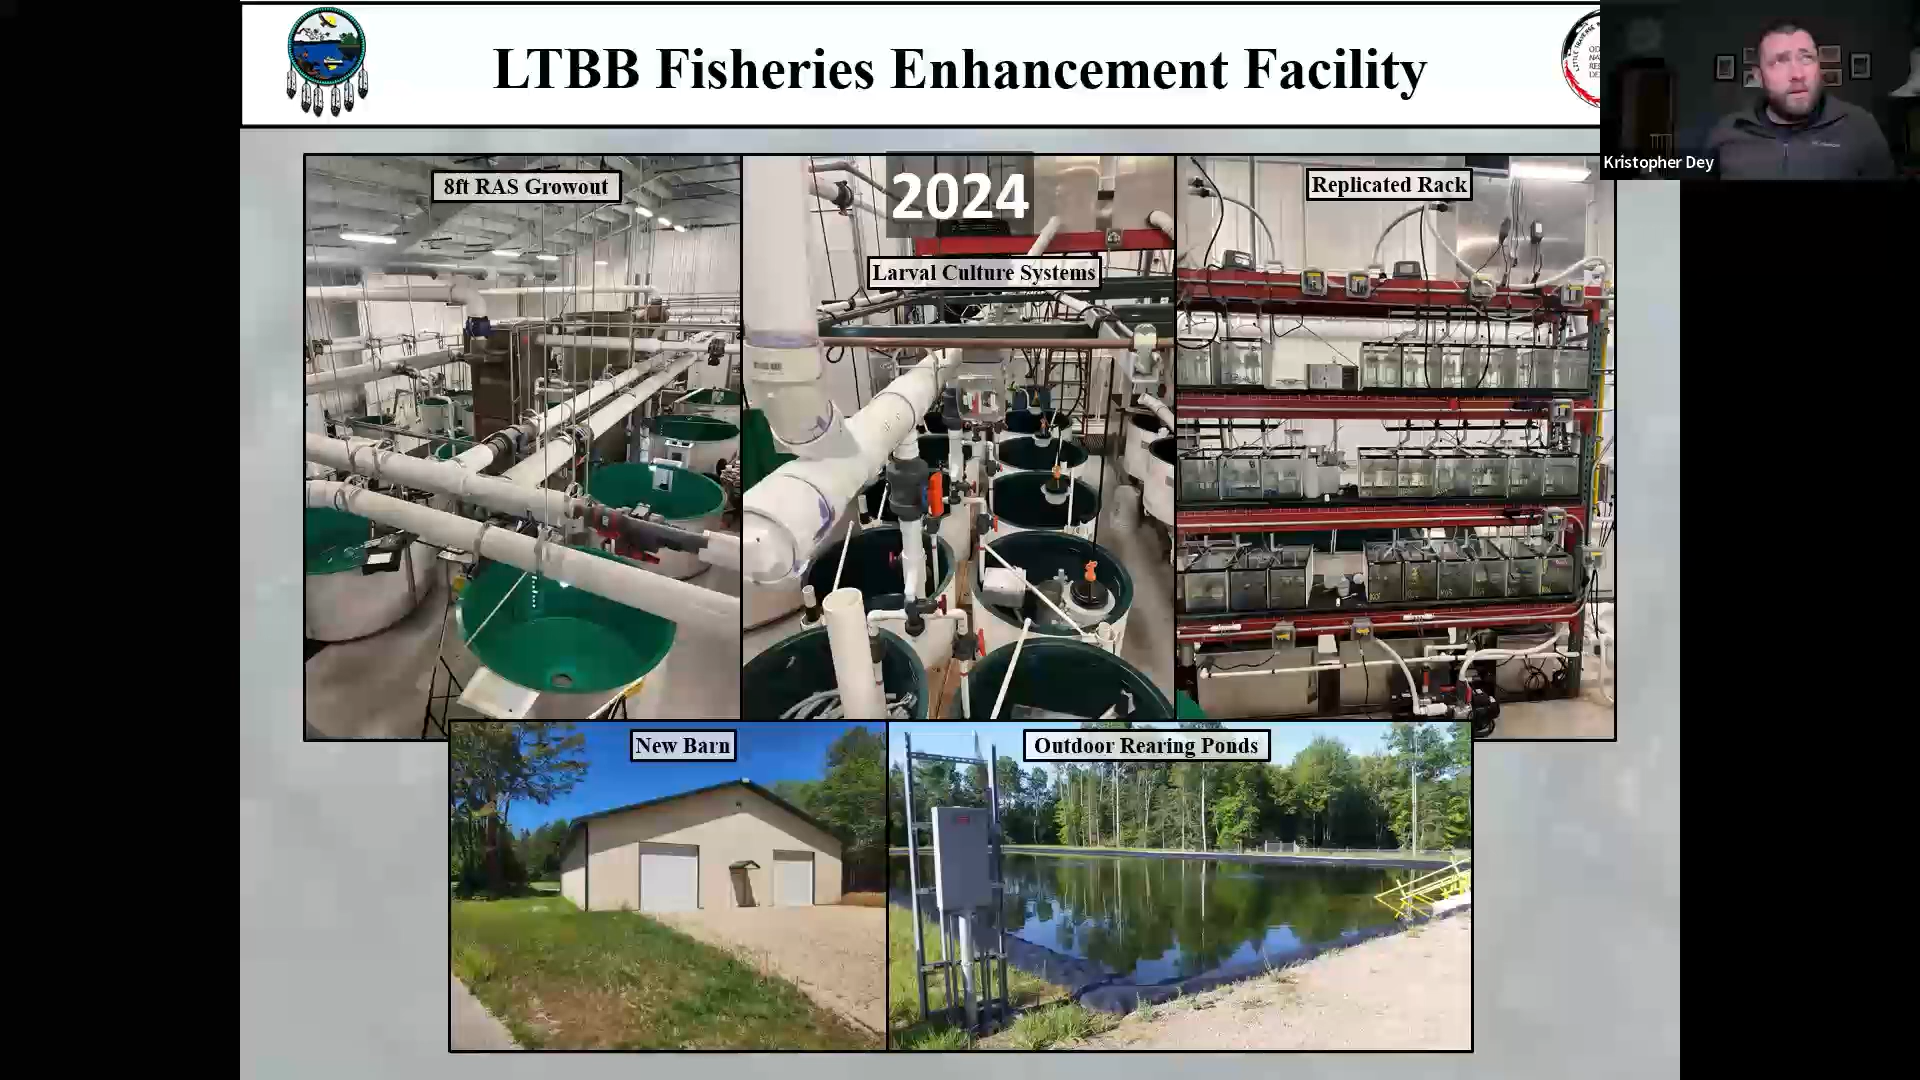 LTBB Fisheries Enhancement Facility
Kristopher Dey
8ft RAS Growout
2024
Larval Culture Systems
Replicated Rack
New Barn
Outdoor Rearing Ponds